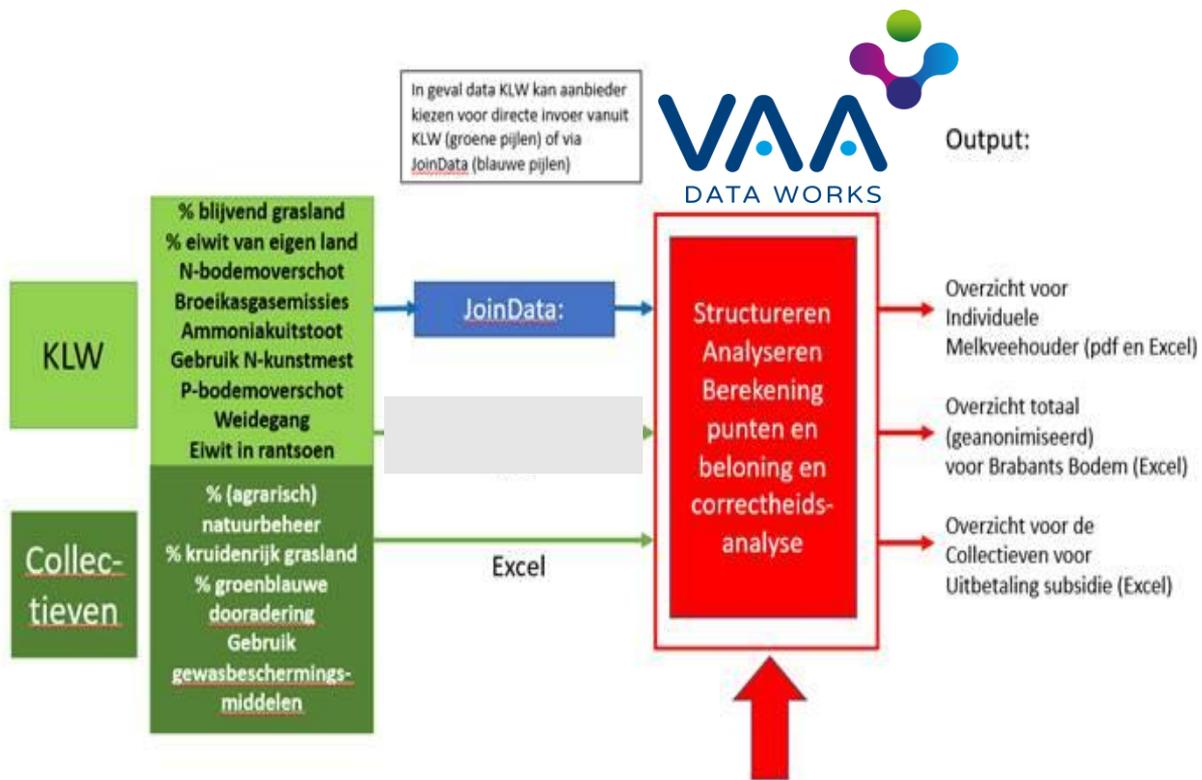 In geval data KLW kan aanbieder
kiezen voor directe invoer vanuit
KLW (groene pijlen) of via
JoinData (blauwe pijlen)
VAA
DATA WORKS
Output:
KLW
% blijvend grasland
% eiwit van eigen land
N-bodemoverschot
Broeikasgasemissies
Ammoniakuitstoot
Gebruik N-kunstmest
P-bodemoverschot
Weidegang
Eiwit in rantsoen
Collec-
tieven
% (agrarisch)
natuurbeheer
% kruidenrijk grasland
% groenblauwe
dooradering
Gebruik
gewasbeschermings-
middelen
JoinData:
Excel
Structureren
Analyseren
Berekening
punten en
beloning en
correctheids-
analyse
Overzicht voor
Individuele
Melkveehouder (pdf en Excel)
Overzicht totaal
(geanonimiseerd)
voor Brabants Bodem (Excel)
Overzicht voor de
Collectieven voor
Uitbetaling subsidie (Excel)